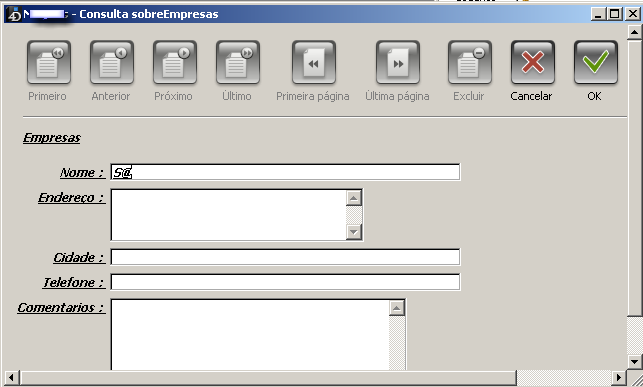 - Consulta sobreEmpresas
Primeiro Anterior Próximo Último Primeira página Última página Excluir Cancelar OK
Empresas
Nome : S@
Endereço :
Cidade :
Telefone :
Comentarios :